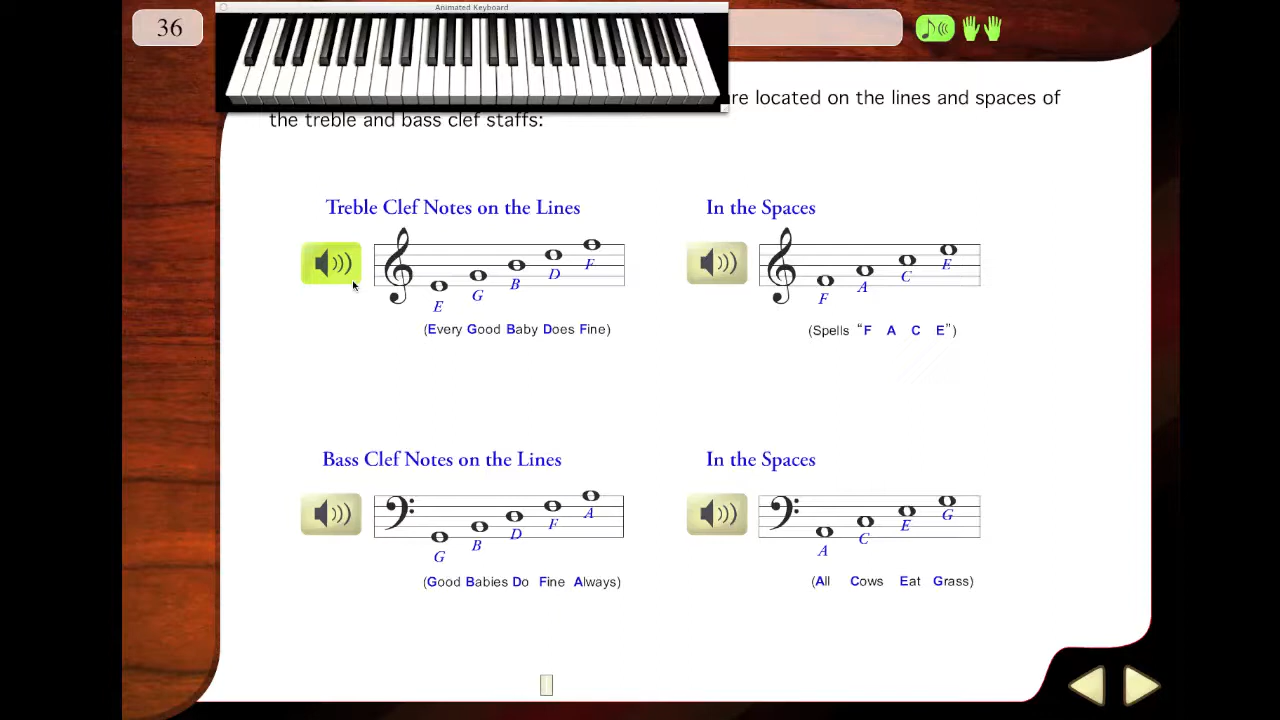 36
Animated Keyboard
are located on the lines and spaces of
the treble and bass clef staffs:
Treble Clef Notes on the Lines
In the Spaces
E G B D F
F A C E
(Every Good Baby Does Fine)
(Spells “F A C E”)
Bass Clef Notes on the Lines
In the Spaces
G B D F A
A C E G
(Good Babies Do Fine Always)
(All Cows Eat Grass)